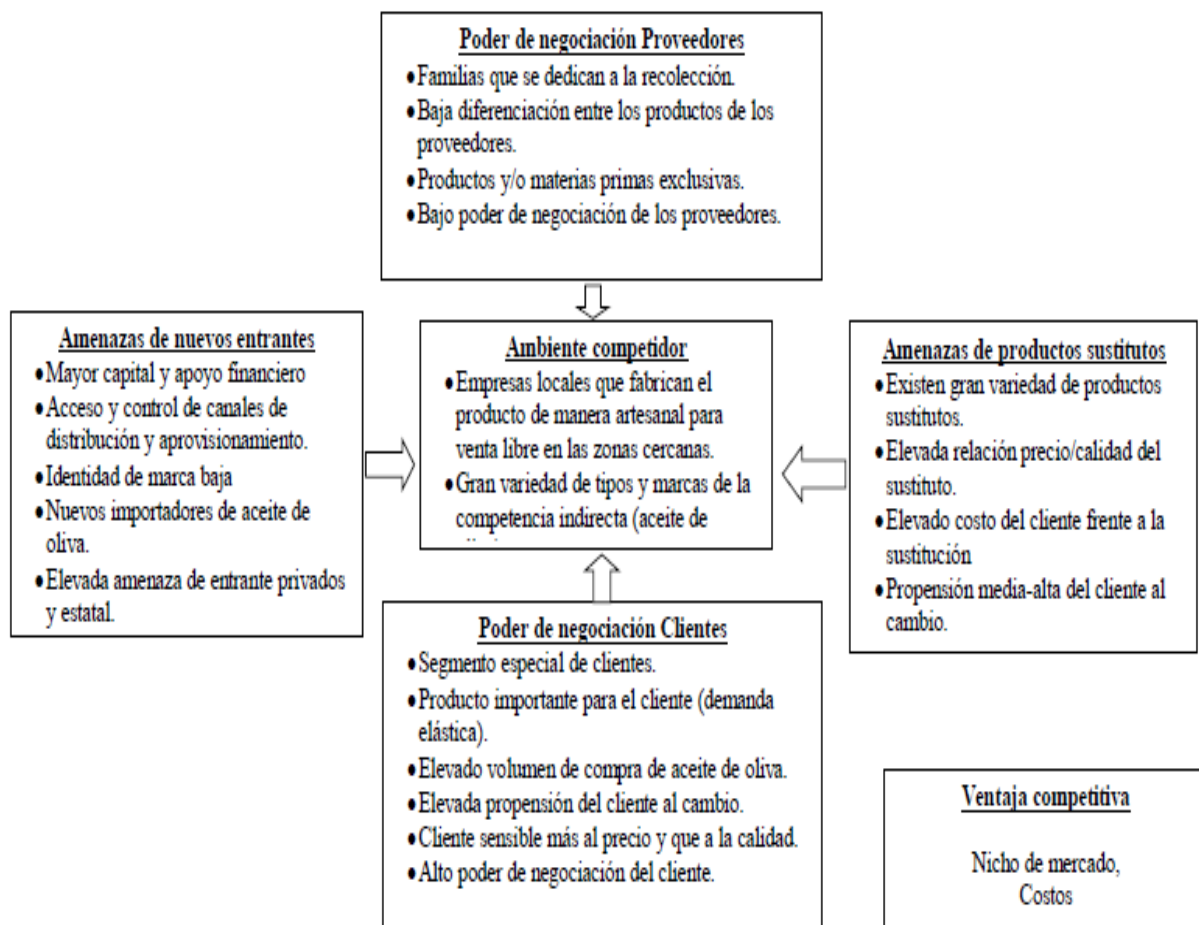 Poder de negociación Proveedores
•Familias que se dedican a la recolección.
•Baja diferenciación entre los productos de los
proveedores.
•Productos y/o materias primas exclusivas.
•Bajo poder de negociación de los proveedores.
Amenazas de nuevos entrantes
•Mayor capital y apoyo financiero
•Acceso y control de canales de
distribución y aprovisionamiento.
•Identidad de marca baja
•Nuevos importadores de aceite de
oliva.
•Elevada amenaza de entrante privados
y estatal.
Ambiente competidor
•Empresas locales que fabrican el
producto de manera artesanal para
venta libre en las zonas cercanas.
•Gran variedad de tipos y marcas de la
competencia indirecta (aceite de
Amenazas de productos sustitutos
•Existen gran variedad de productos
sustitutos.
•Elevada relación precio/calidad del
sustituto.
•Elevado costo del cliente frente a la
sustitución
•Propensión media-alta del cliente al
cambio.
Poder de negociación Clientes
•Segmento especial de clientes.
•Producto importante para el cliente (demanda
elástica).
•Elevado volumen de compra de aceite de oliva.
•Elevada propensión del cliente al cambio.
•Cliente sensible más al precio y que a la calidad.
•Alto poder de negociación del cliente.
Ventaja competitiva
Nicho de mercado,
Costos